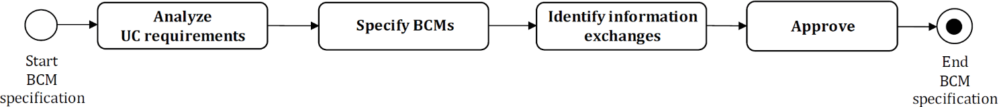 Analyze
UC requirements
Specify BCMs
Identify information
exchanges
Approve
Start
BCM
specification
End
BCM
specification